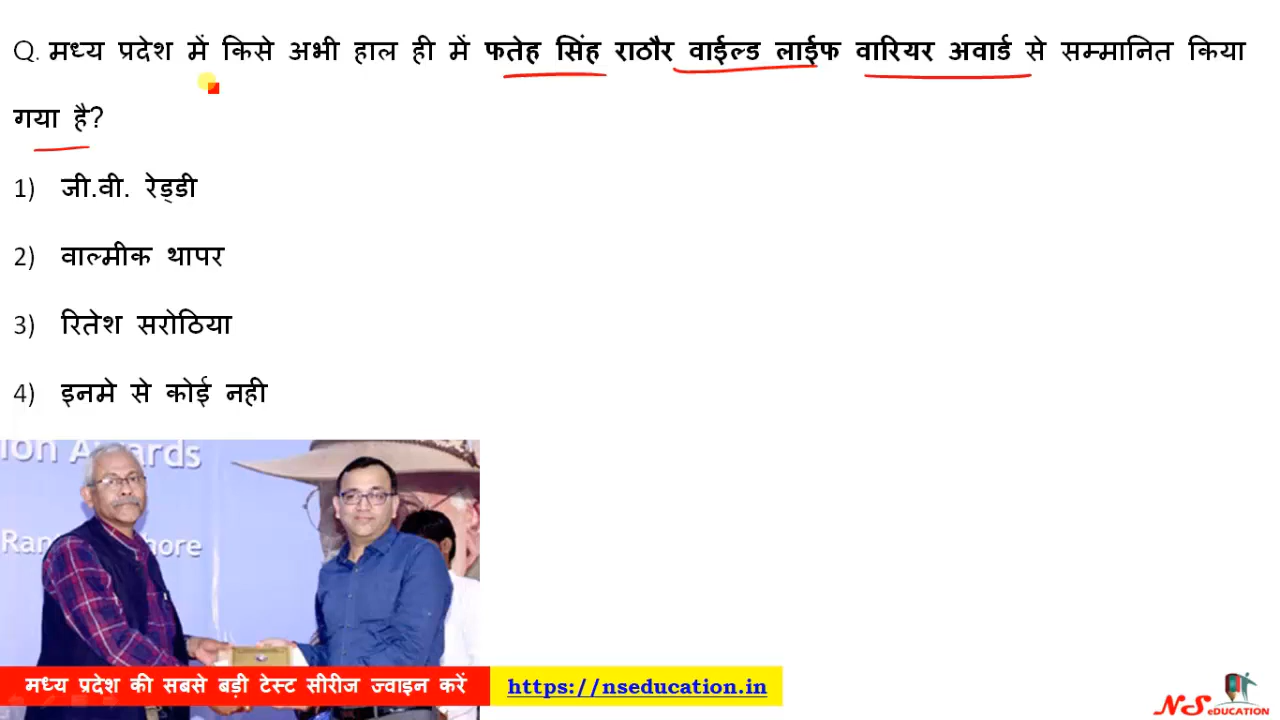 Q. मध्य प्रदेश में किसे अभी हाल ही में फतेह सिंह राठौर वाईल्ड लाईफ वारियर अवार्ड से सम्मानित किया
गया है?
1) जी.वी. रेड्डी
2) वाल्मीक थापर
3) रितेश सरोठिया
4) इनमे से कोई नही
ion Awards
Ran hore
मध्य प्रदेश की सबसे बड़ी टेस्ट सीरीज ज्वाइन करें
https://nseducation.in
NS eDUCATION